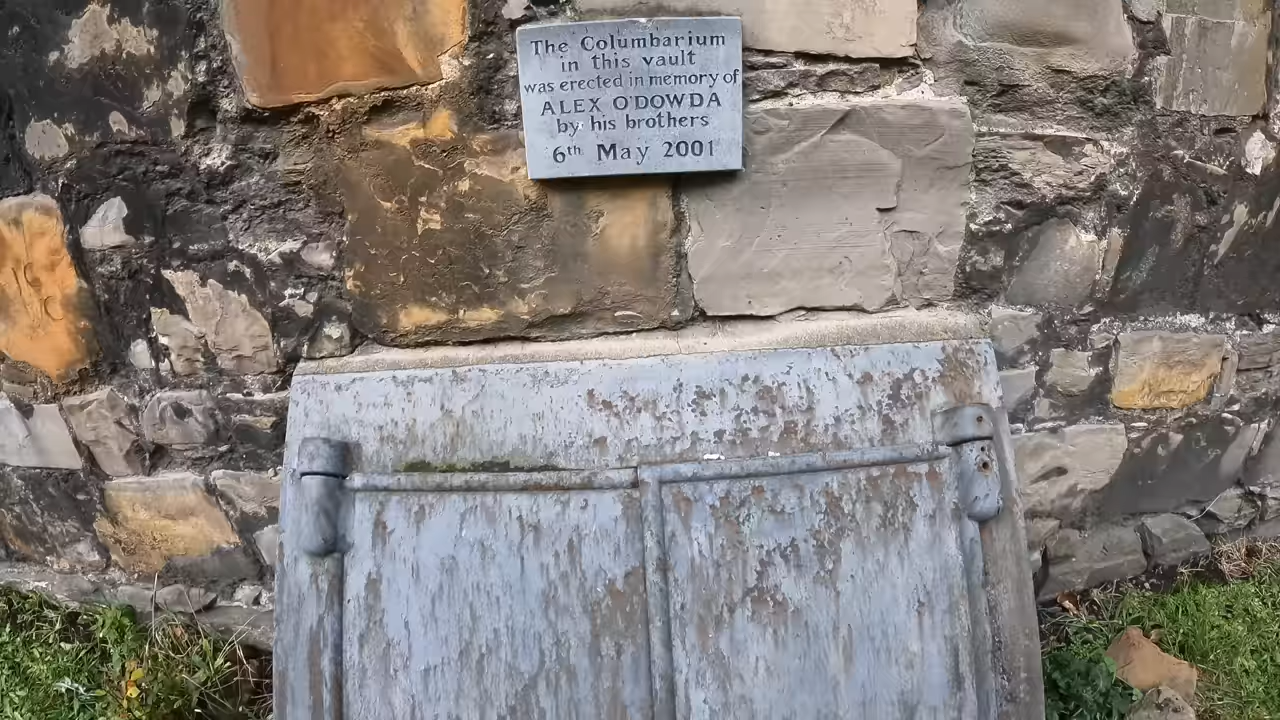 The Columbarium
in this vault
was erected in memory of
ALEX O'DOWDA
by his brothers
6th May 2001